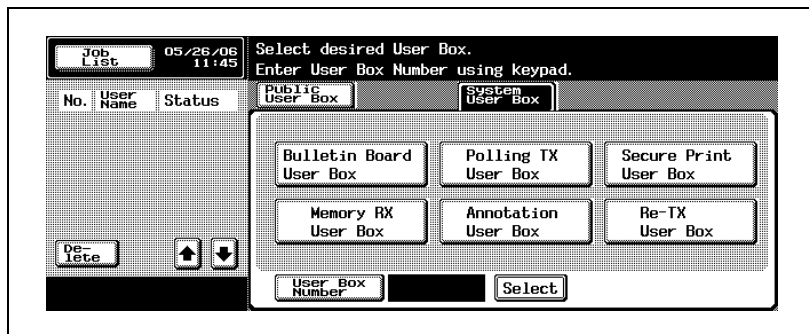 Job
List
05/26/06
11:45
Select desired User Box.
Enter User Box Number using keypad.
No. User
Name Status
Public
User Box
System
User Box
Bulletin Board
User Box
Polling TX
User Box
Secure Print
User Box
Memory RX
User Box
Annotation
User Box
Re-TX
User Box
De-
lete
User Box
Number
Select